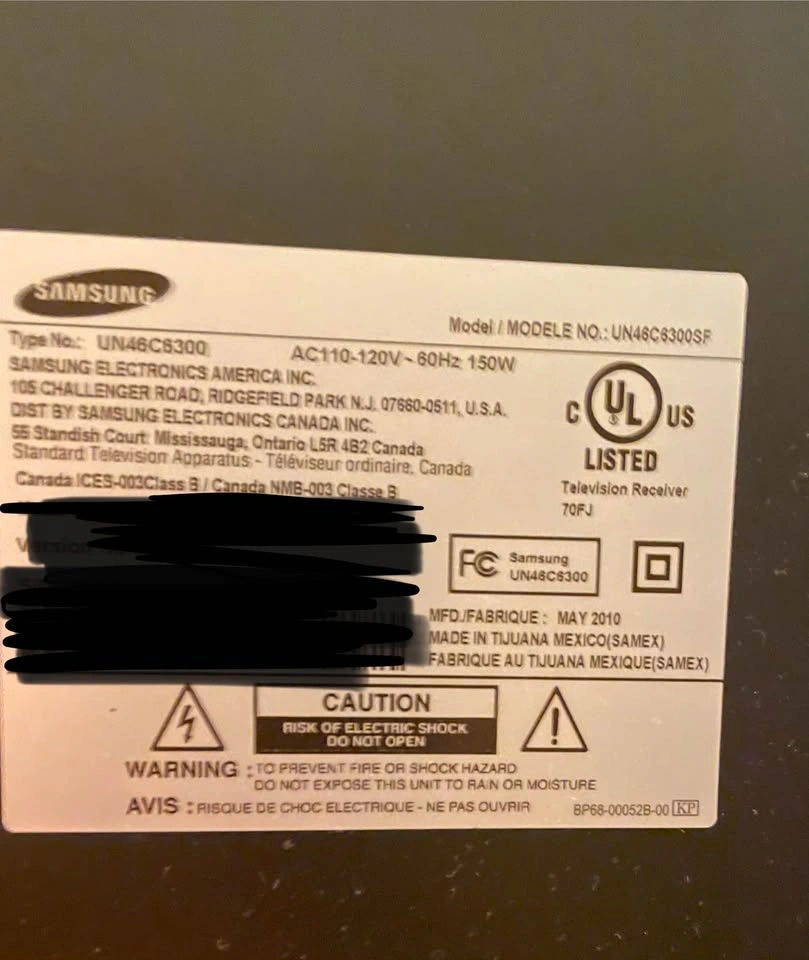 SAMSUNG
Model / MODELE NO.: UN46C6300SF
Type No.: UN46C6300
AC110-120V ~ 60Hz 150W
SAMSUNG ELECTRONICS AMERICA INC.
105 CHALLENGER ROAD, RIDGEFIELD PARK N.J. 07660-0511, U.S.A.
DIST BY SAMSUNG ELECTRONICS CANADA INC.
55 Standish Court Mississauga, Ontario L5R 4B2 Canada
Standard Television Apparatus - Téléviseur ordinaire, Canada
Canada ICES-003Class B / Canada NMB-003 Classe B
C UL US
LISTED
Television Receiver
70FJ
Version
FC Samsung
UN46C6300
MFD./FABRIQUE : MAY 2010
MADE IN TIJUANA MEXICO(SAMEX)
FABRIQUE AU TIJUANA MEXIQUE(SAMEX)
CAUTION
RISK OF ELECTRIC SHOCK
DO NOT OPEN
WARNING : TO PREVENT FIRE OR SHOCK HAZARD
DO NOT EXPOSE THIS UNIT TO RAIN OR MOISTURE
AVIS : RISQUE DE CHOC ELECTRIQUE - NE PAS OUVRIR
BP68-00052B-00 KP